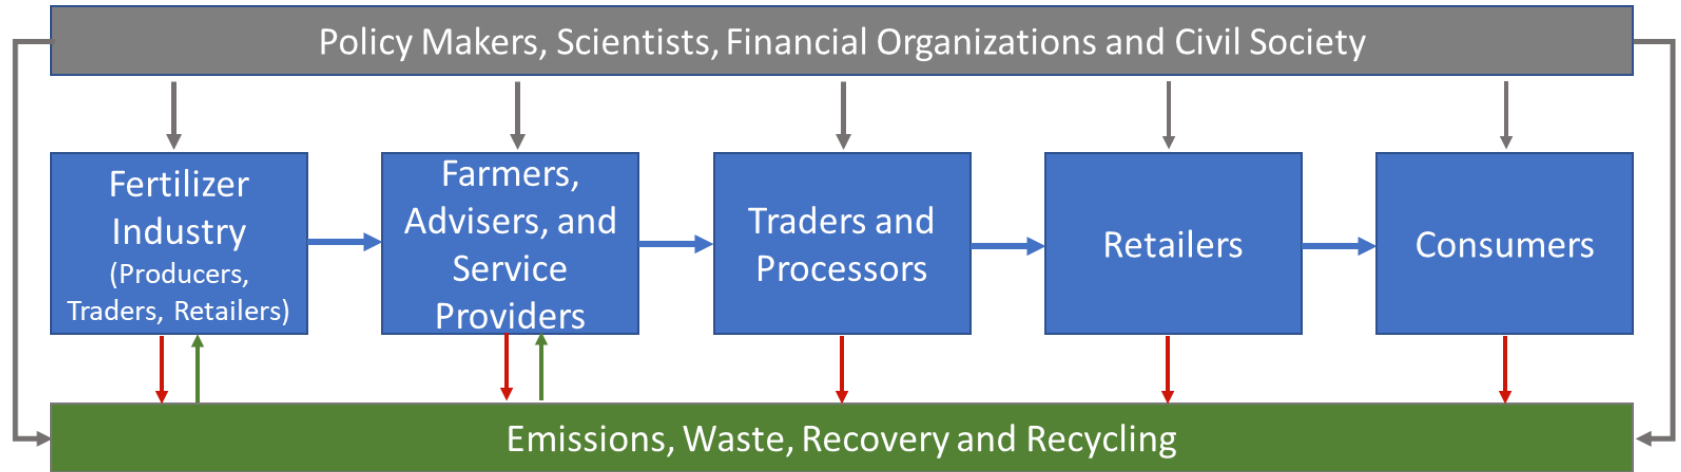 Policy Makers, Scientists, Financial Organizations and Civil Society
Fertilizer
Industry
(Producers,
Traders, Retailers)
Farmers,
Advisers, and
Service
Providers
Traders and
Processors
Retailers
Consumers
Emissions, Waste, Recovery and Recycling